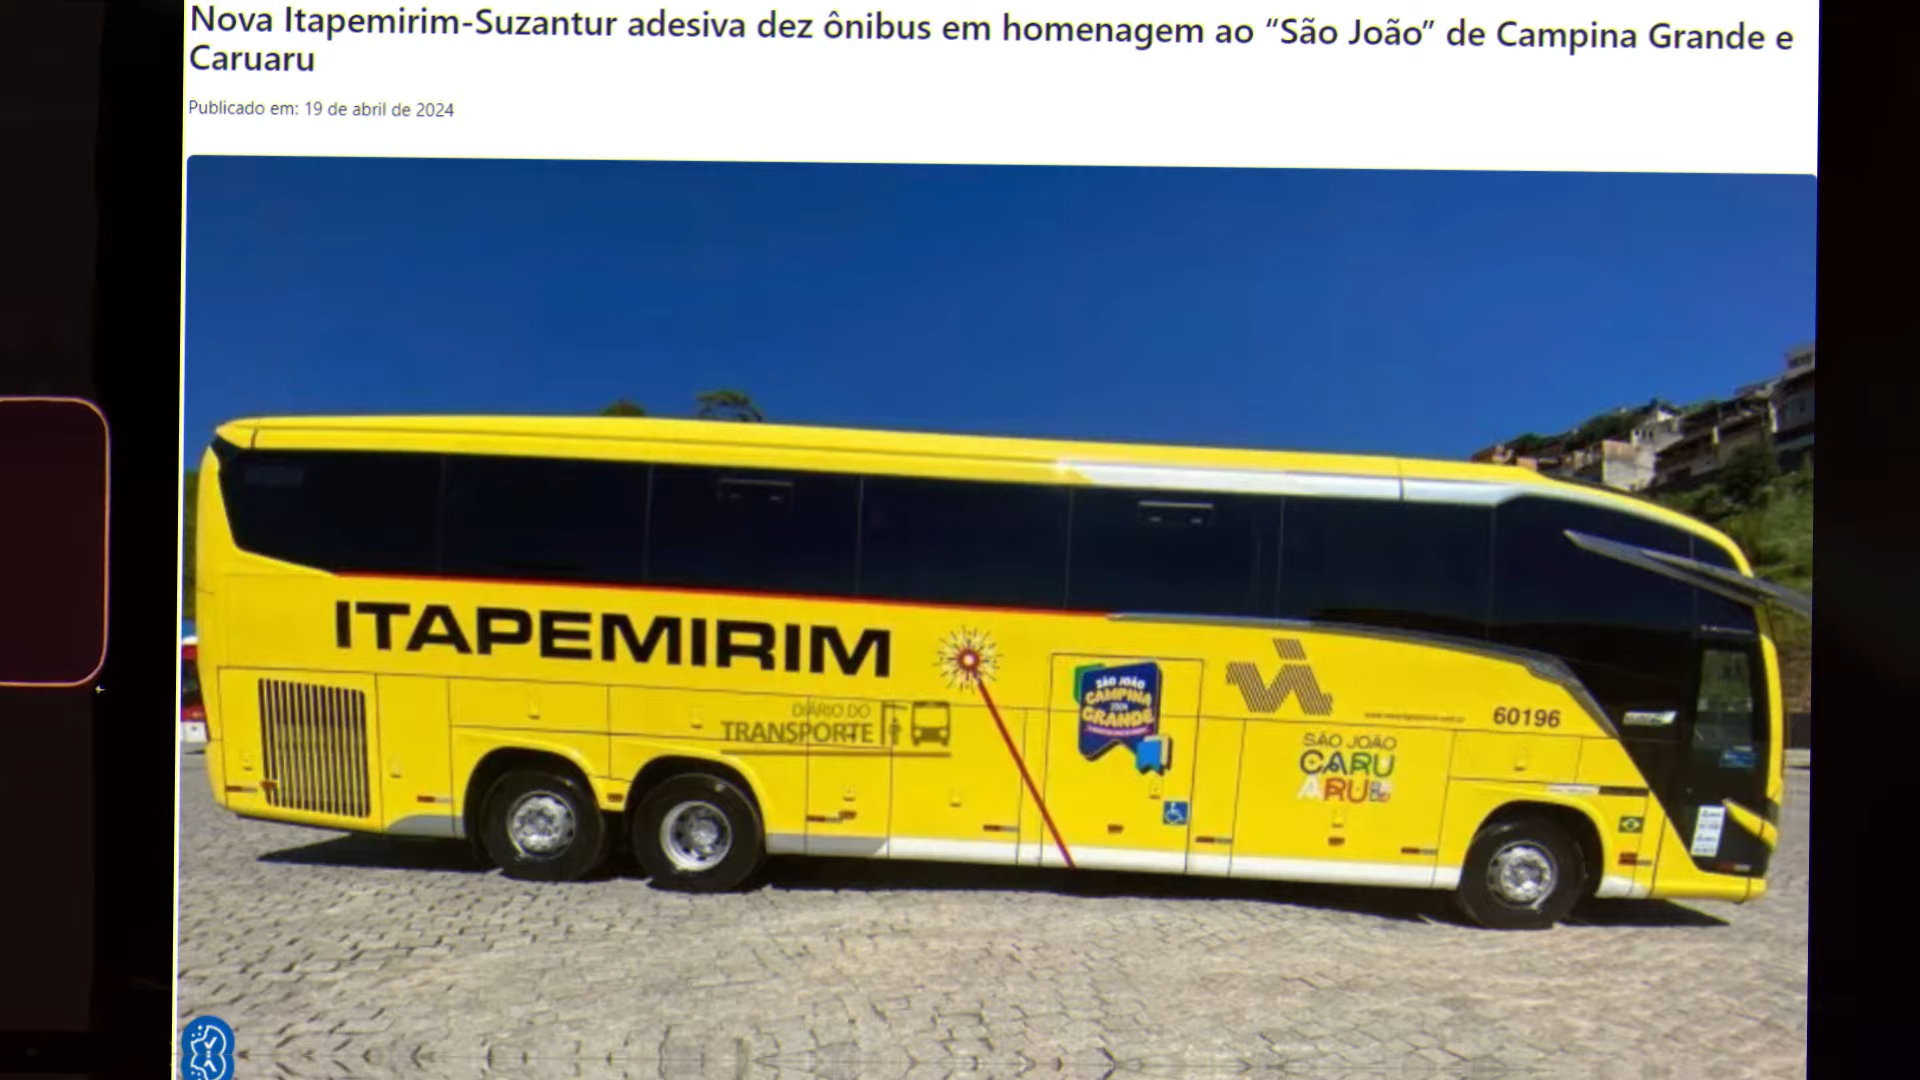 Nova Itapemirim-Suzantur adesiva dez ônibus em homenagem ao “São João” de Campina Grande e
Caruaru
Publicado em: 19 de abril de 2024
ITAPEMIRIM
DIÁRIO DO
TRANSPORTE
SÃO JOÃO
CAMPINA
GRANDE
60196
SÃO JOÃO
CARU
ARU